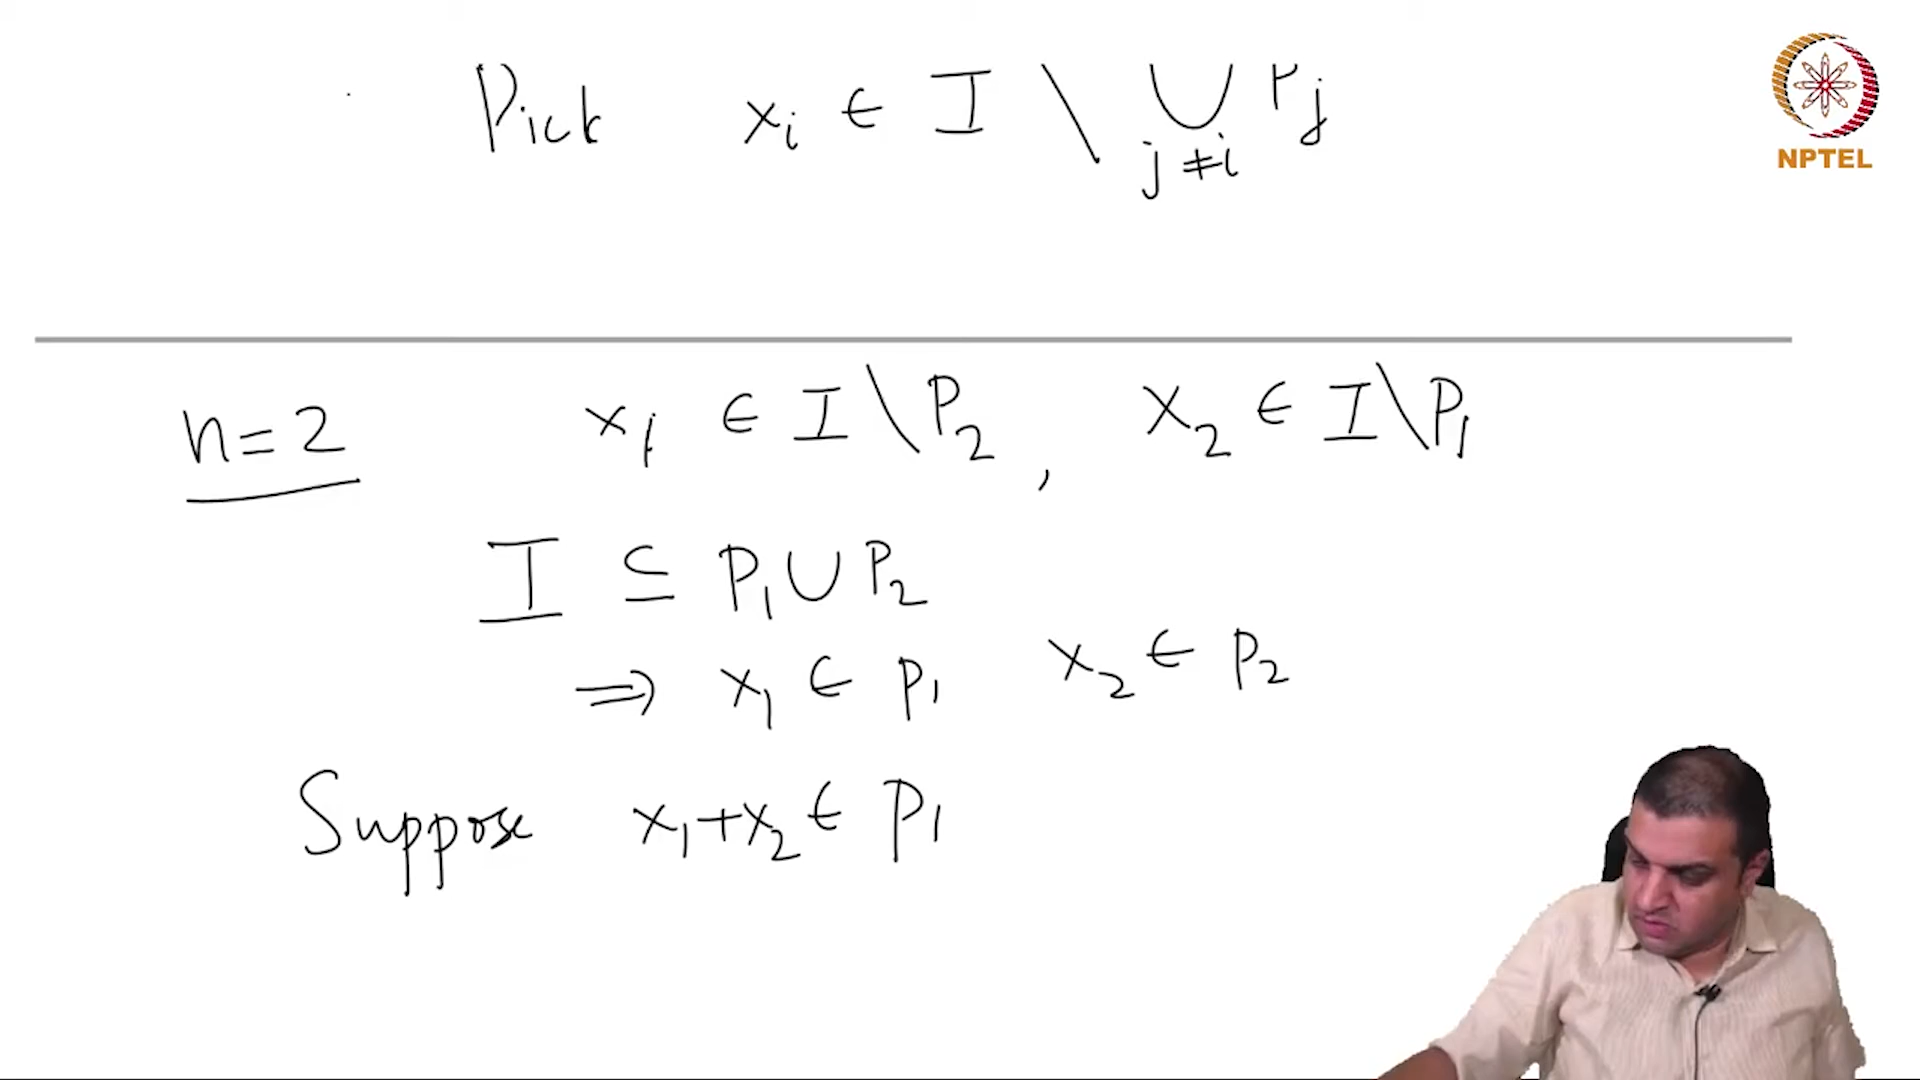 Pick x_i ∈ I \ ⋃_{j≠i} P_j
NPTEL
n=2 x_1 ∈ I\P_2 , x_2 ∈ I\P_1
I ⊆ P_1 ∪ P_2
⇒ x_1 ∈ P_1 x_2 ∈ P_2
Suppose x_1+x_2 ∈ P_1